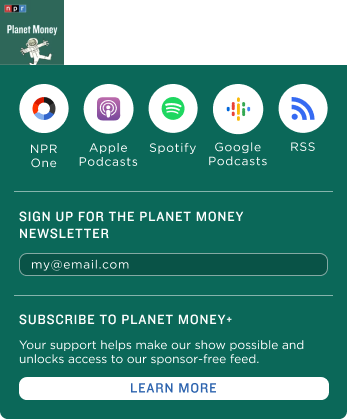 npr
Planet Money
NPR
One
Apple
Podcasts
Spotify
Google
Podcasts
RSS
SIGN UP FOR THE PLANET MONEY
NEWSLETTER
my@email.com
SUBSCRIBE TO PLANET MONEY+
Your support helps make our show possible and
unlocks access to our sponsor-free feed.
LEARN MORE